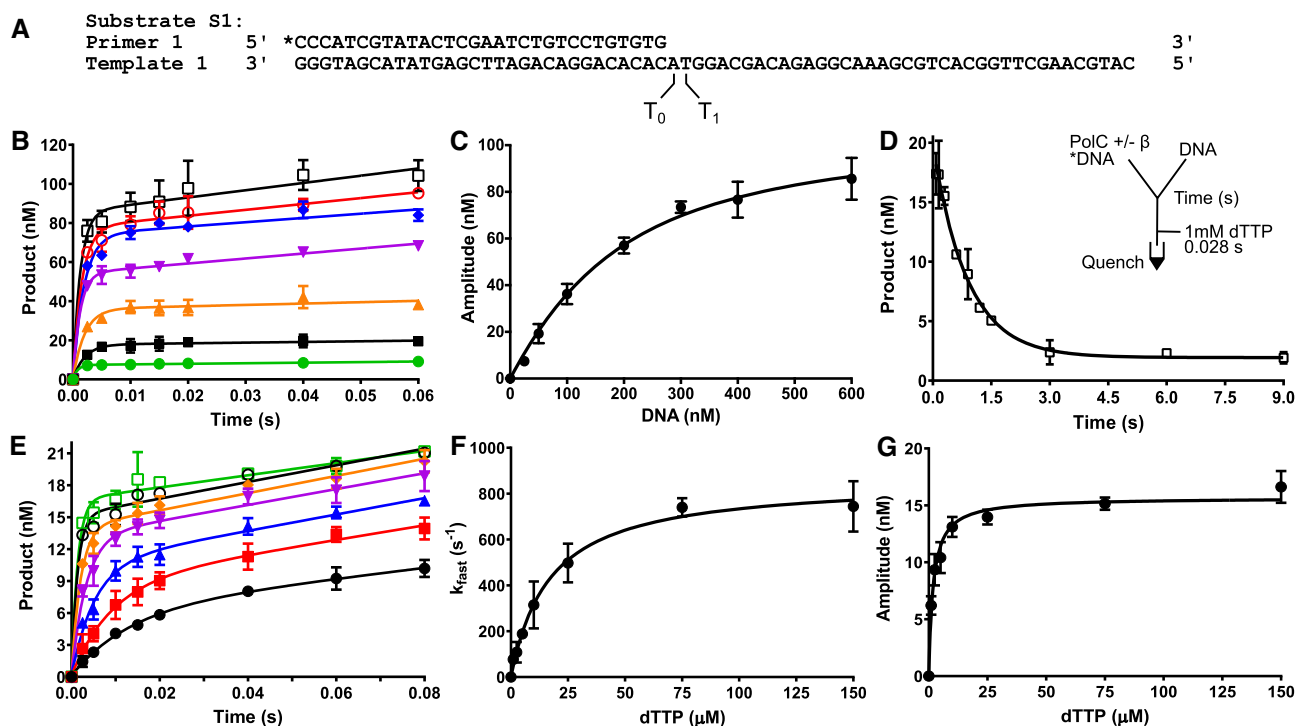 A
Substrate S1:
Primer 1 5' *CCCATCGTATACTCGAATCTGTCCTGTGTG 3'
Template 1 3' GGGTAGCATATGAGCTTAGACAGGACACACATGGACGACAGAGGCAAAGCGTCACGGTTCGAACGTAC 5'
T0 T1
B
Product (nM)
120
100
80
60
40
20
0
0.00 0.01 0.02 0.03 0.04 0.05 0.06
Time (s)
C
Amplitude (nM)
100
80
60
40
20
0
0 100 200 300 400 500 600
DNA (nM)
D
Product (nM)
20
15
10
5
0
0.0 1.5 3.0 4.5 6.0 7.5 9.0
Time (s)
PolC +/- β
*DNA
DNA
Time (s)
1mM dTTP
0.028 s
Quench
E
Product (nM)
21
18
15
12
9
6
3
0
0.00 0.02 0.04 0.06 0.08
Time (s)
F
kfast (s-1)
1000
800
600
400
200
0
0 25 50 75 100 125 150
dTTP (μM)
G
Amplitude (nM)
20
15
10
5
0
0 25 50 75 100 125 150
dTTP (μM)